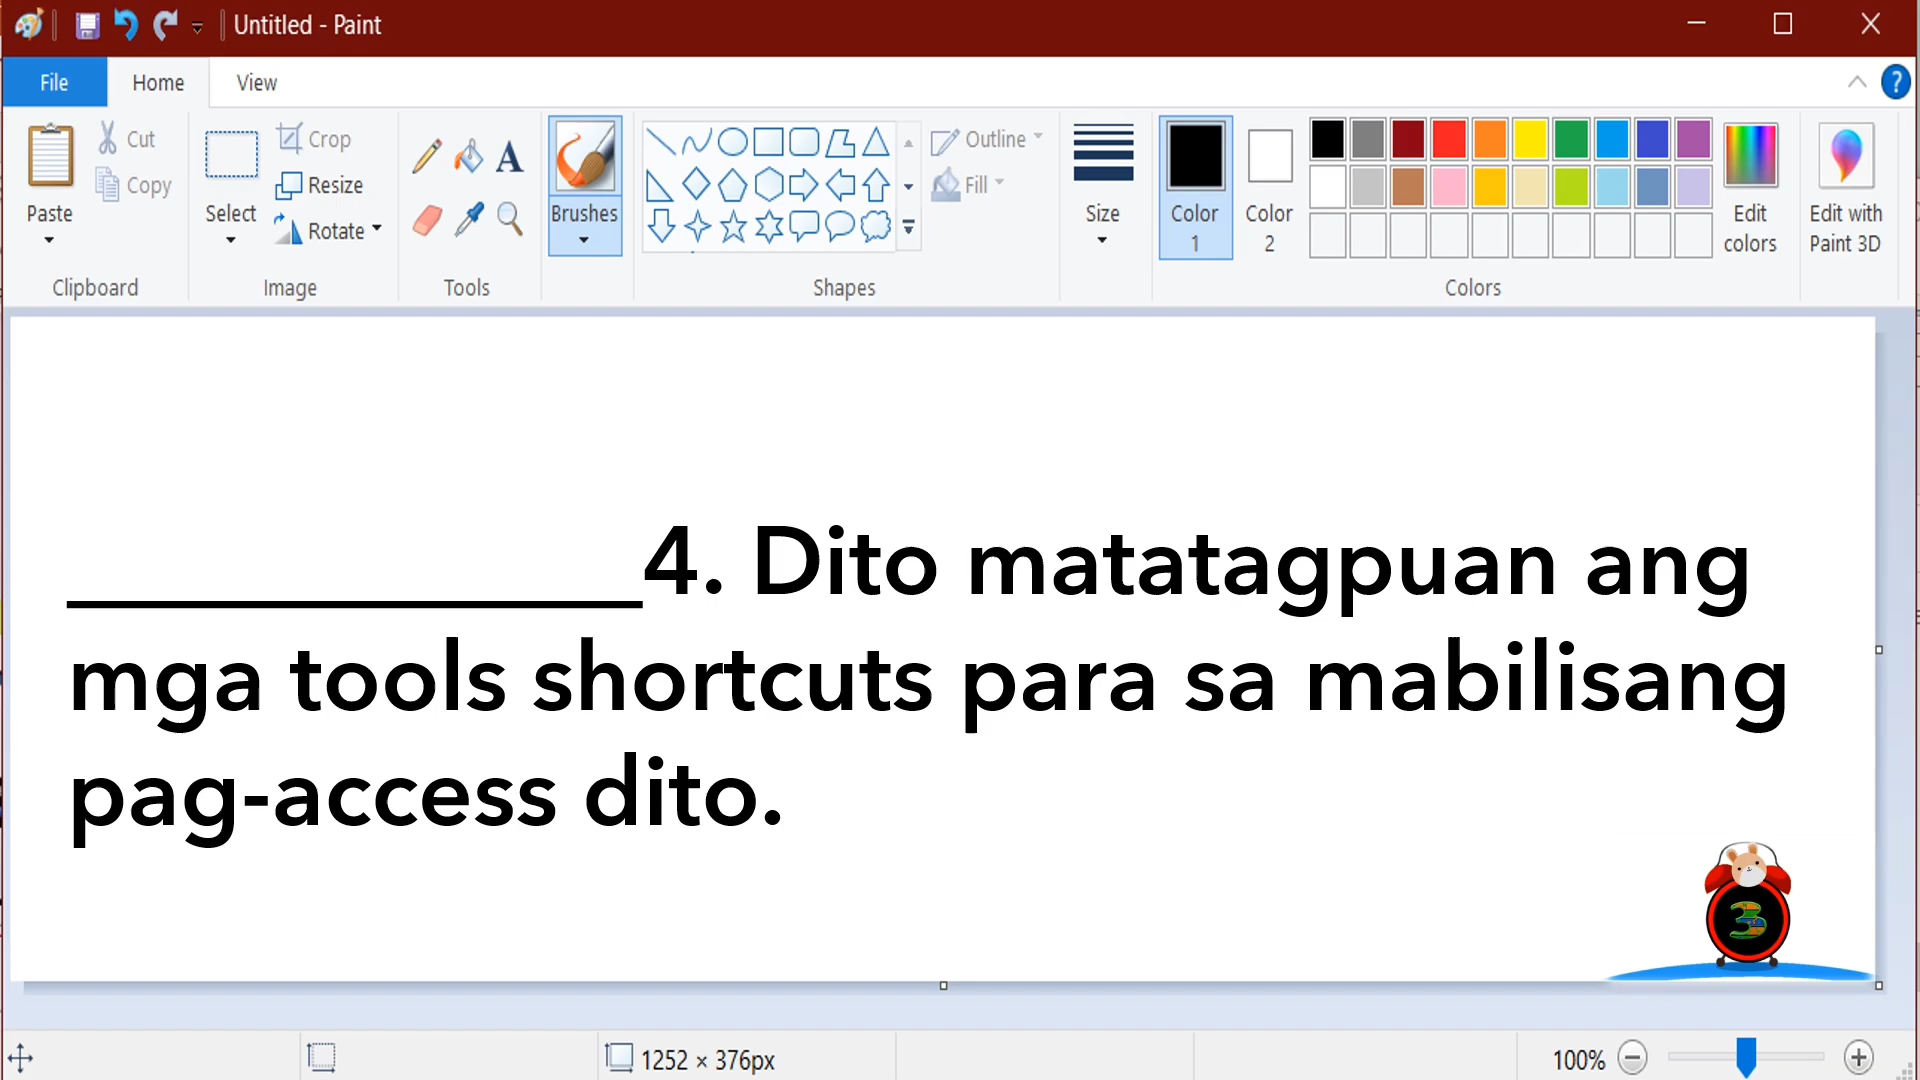 Untitled - Paint
File Home View
Paste Cut Copy Clipboard
Select Crop Resize Rotate Image
A Tools
Brushes
Outline Fill Shapes
Size
Color 1 Color 2 Edit colors Colors
Edit with Paint 3D
_______________4. Dito matatagpuan ang
mga tools shortcuts para sa mabilisang
pag-access dito.
3
1252 × 376px 100%